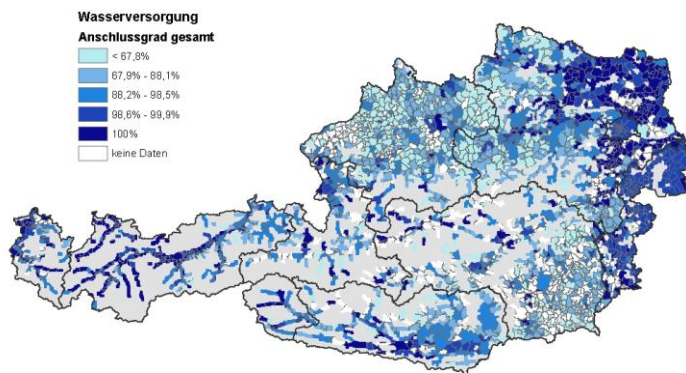 Wasserversorgung
Anschlussgrad gesamt
< 67,8%
67,9% - 88,1%
88,2% - 98,5%
98,6% - 99,9%
100%
keine Daten